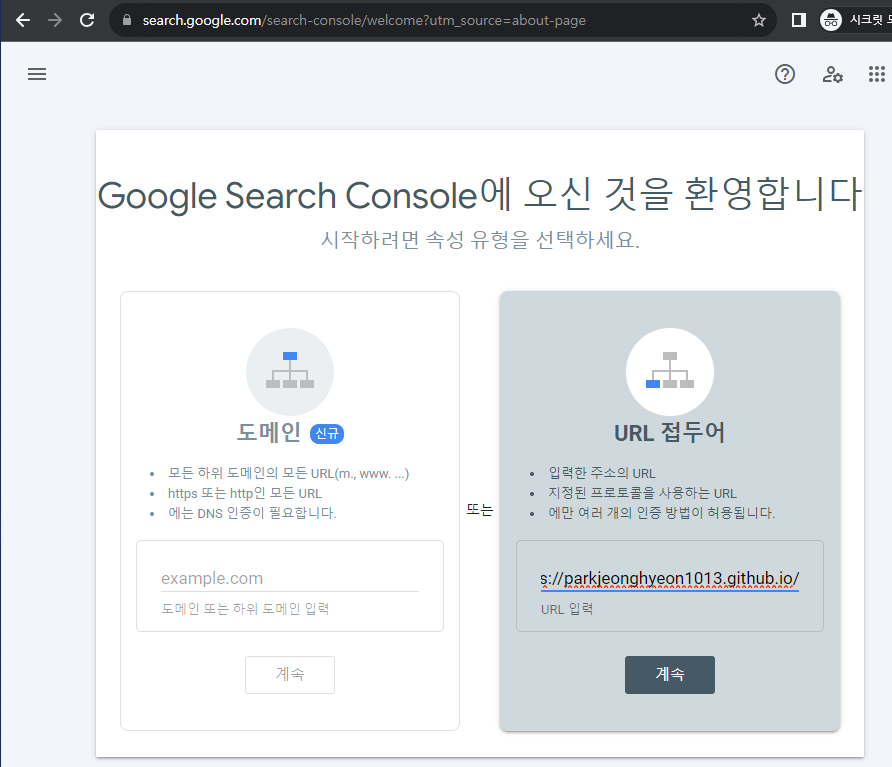 search.google.com/search-console/welcome?utm_source=about-page
시크릿 모
Google Search Console에 오신 것을 환영합니다
시작하려면 속성 유형을 선택하세요.
도메인 신규
모든 하위 도메인의 모든 URL(m., www. ...)
https 또는 http인 모든 URL
에는 DNS 인증이 필요합니다.
example.com
도메인 또는 하위 도메인 입력
계속
또는
URL 접두어
입력한 주소의 URL
지정된 프로토콜을 사용하는 URL
에만 여러 개의 인증 방법이 허용됩니다.
s://parkjeonghyeon1013.github.io/
URL 입력
계속